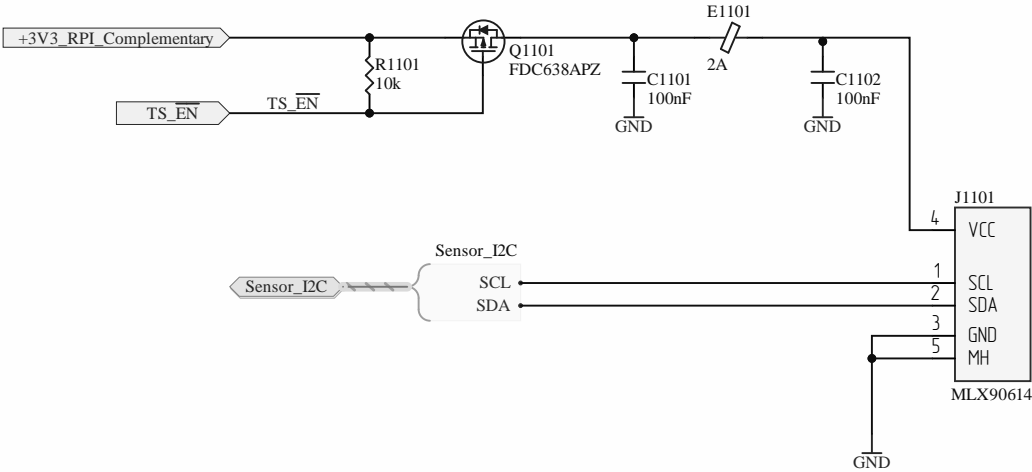 E1101
+3V3_RPI_Complementary
Q1101
FDC638APZ
R1101
10k
2A
C1101
100nF
C1102
100nF
TS_EN
TS_EN
GND
GND
J1101
4
VCC
Sensor_I2C
Sensor_I2C
SCL
1
SCL
SDA
2
SDA
3
GND
5
MH
MLX90614
GND